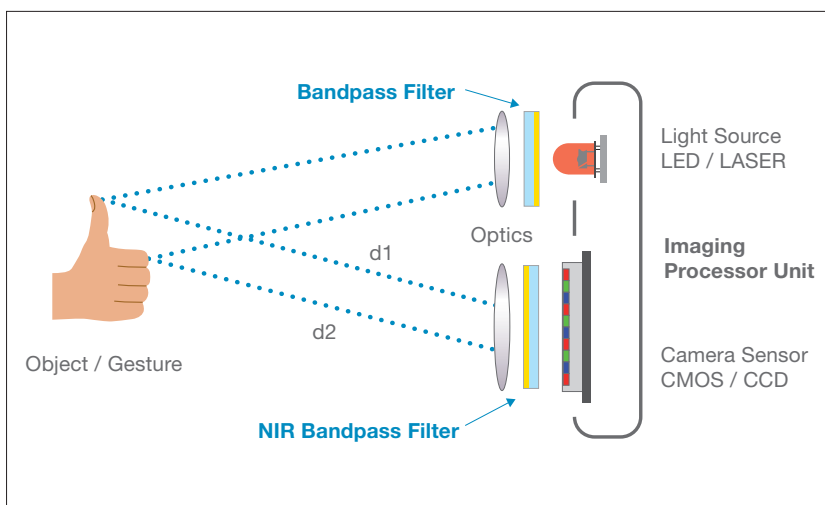 Bandpass Filter
Light Source
LED / LASER
Optics
d1
Imaging
Processor Unit
d2
Object / Gesture
Camera Sensor
CMOS / CCD
NIR Bandpass Filter